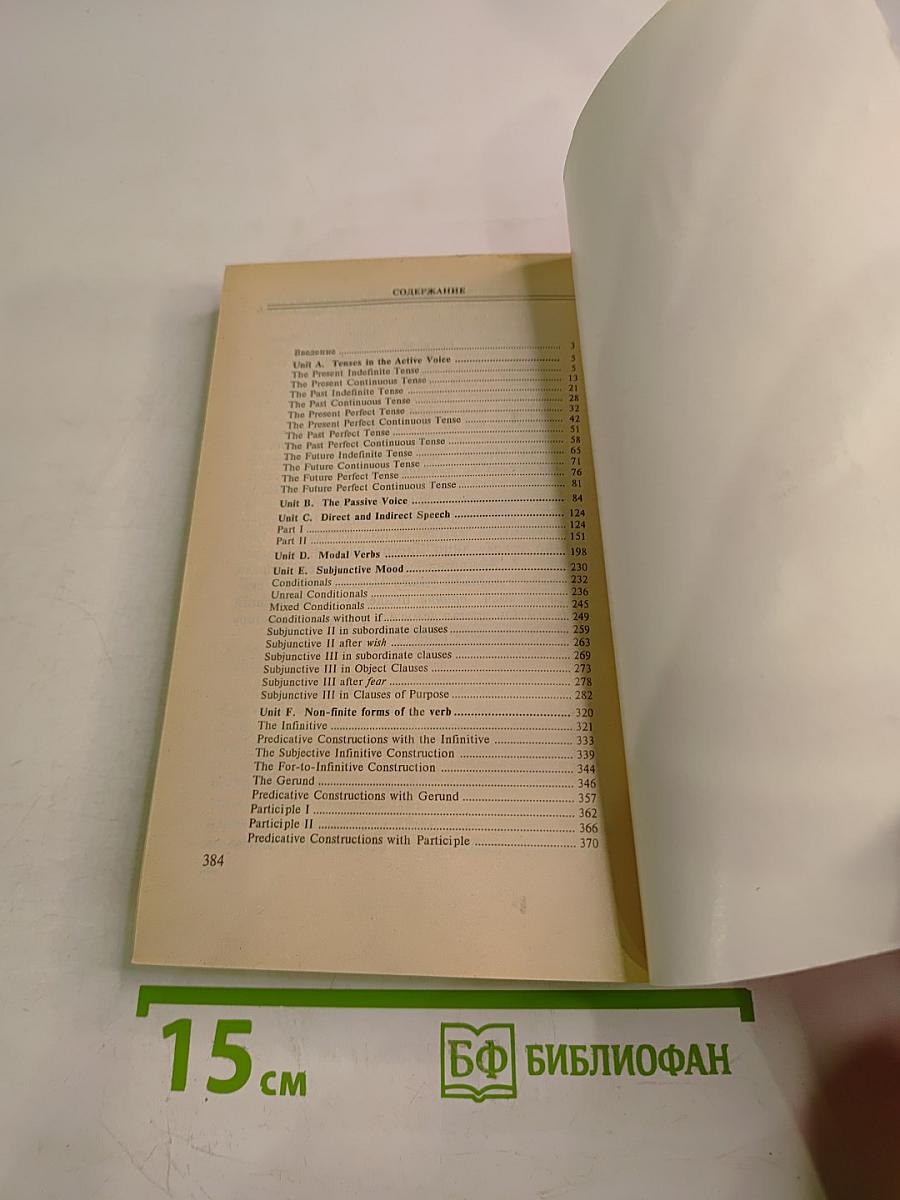 СОДЕРЖАНИЕ
Введение ... 3
Unit A. Tenses in the Active Voice ... 5
The Present Indefinite Tense ... 5
The Present Continuous Tense ... 13
The Past Indefinite Tense ... 21
The Past Continuous Tense ... 28
The Present Perfect Tense ... 32
The Present Perfect Continuous Tense ... 42
The Past Perfect Tense ... 51
The Past Perfect Continuous Tense ... 58
The Future Indefinite Tense ... 65
The Future Continuous Tense ... 71
The Future Perfect Tense ... 76
The Future Perfect Continuous Tense ... 81
Unit B. The Passive Voice ... 84
Unit C. Direct and Indirect Speech ... 124
Part I ... 124
Part II ... 151
Unit D. Modal Verbs ... 198
Unit E. Subjunctive Mood ... 230
Conditionals ... 232
Unreal Conditionals ... 236
Mixed Conditionals ... 245
Conditionals without if ... 249
Subjunctive II in subordinate clauses ... 259
Subjunctive II after wish ... 263
Subjunctive III in subordinate clauses ... 269
Subjunctive III in Object Clauses ... 273
Subjunctive III after fear ... 278
Subjunctive III in Clauses of Purpose ... 282
Unit F. Non-finite forms of the verb ... 320
The Infinitive ... 321
Predicative Constructions with the Infinitive ... 333
The Subjective Infinitive Construction ... 339
The For-to-Infinitive Construction ... 344
The Gerund ... 346
Predicative Constructions with Gerund ... 357
Participle I ... 362
Participle II ... 366
Predicative Constructions with Participle ... 370
384
15 см
БФ БИБЛИОФАН